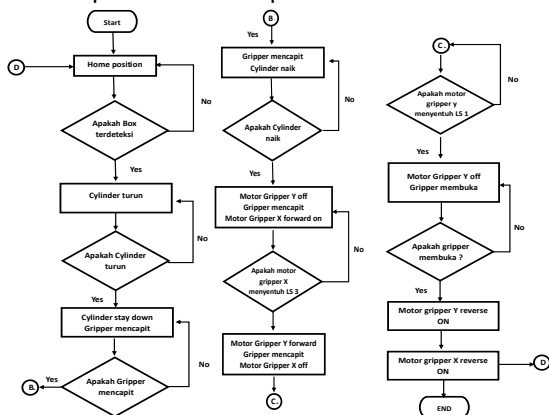 Start
D
Home position
No
Apakah Box
terdeteksi
Yes
Cylinder turun
No
Apakah Cylinder
turun
Yes
Cylinder stay down
Gripper mencapit
No
Yes
B.
Apakah Gripper
mencapit
B
Yes
Gripper mencapit
Cylinder naik
No
Apakah Cylinder
naik
Yes
Motor Gripper Y off
Gripper mencapit
Motor Gripper X forward on
No
Apakah motor
gripper X
menyentuh LS 3
Yes
Motor Gripper Y forward
Gripper mencapit
Motor Gripper X off
C.
C.
No
Apakah motor
gripper y
menyentuh LS 1
Yes
Motor Gripper Y off
Gripper membuka
No
Apakah gripper
membuka ?
Yes
Motor gripper Y reverse
ON
Motor gripper X reverse
ON
D
END